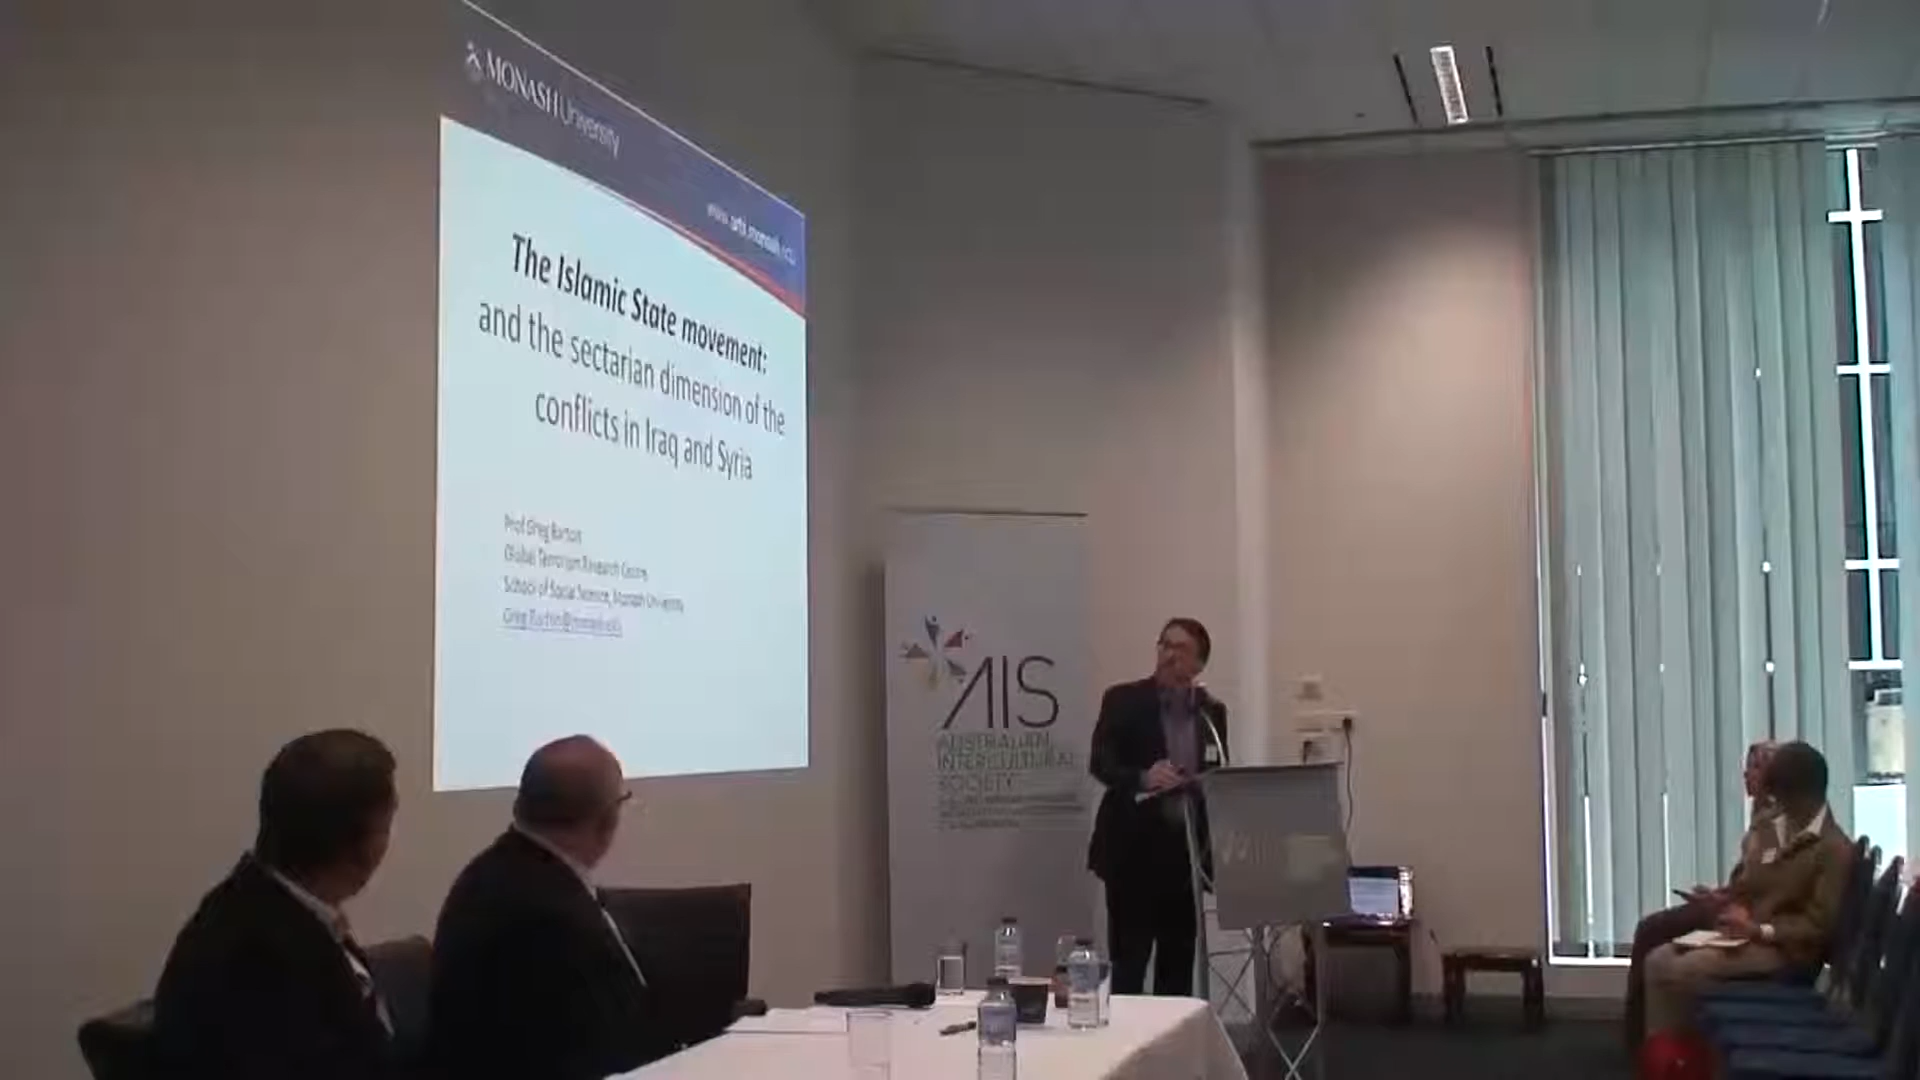 MONASH University
The Islamic State movement:
and the sectarian dimension of the
conflicts in Iraq and Syria
Prof Greg Barton
Global Terrorism Research Centre
School of Social Science, Monash University
AIS
AUSTRALIAN
INTERCULTURAL
SOCIETY